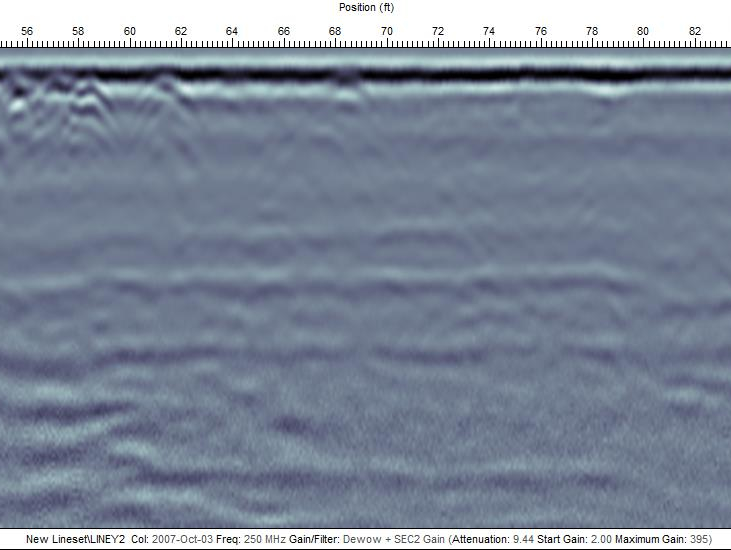 Position (ft)
56 58 60 62 64 66 68 70 72 74 76 78 80 82
New Lineset\LINEY2 Col: 2007-Oct-03 Freq: 250 MHz Gain/Filter: Dewow + SEC2 Gain (Attenuation: 9.44 Start Gain: 2.00 Maximum Gain: 395)